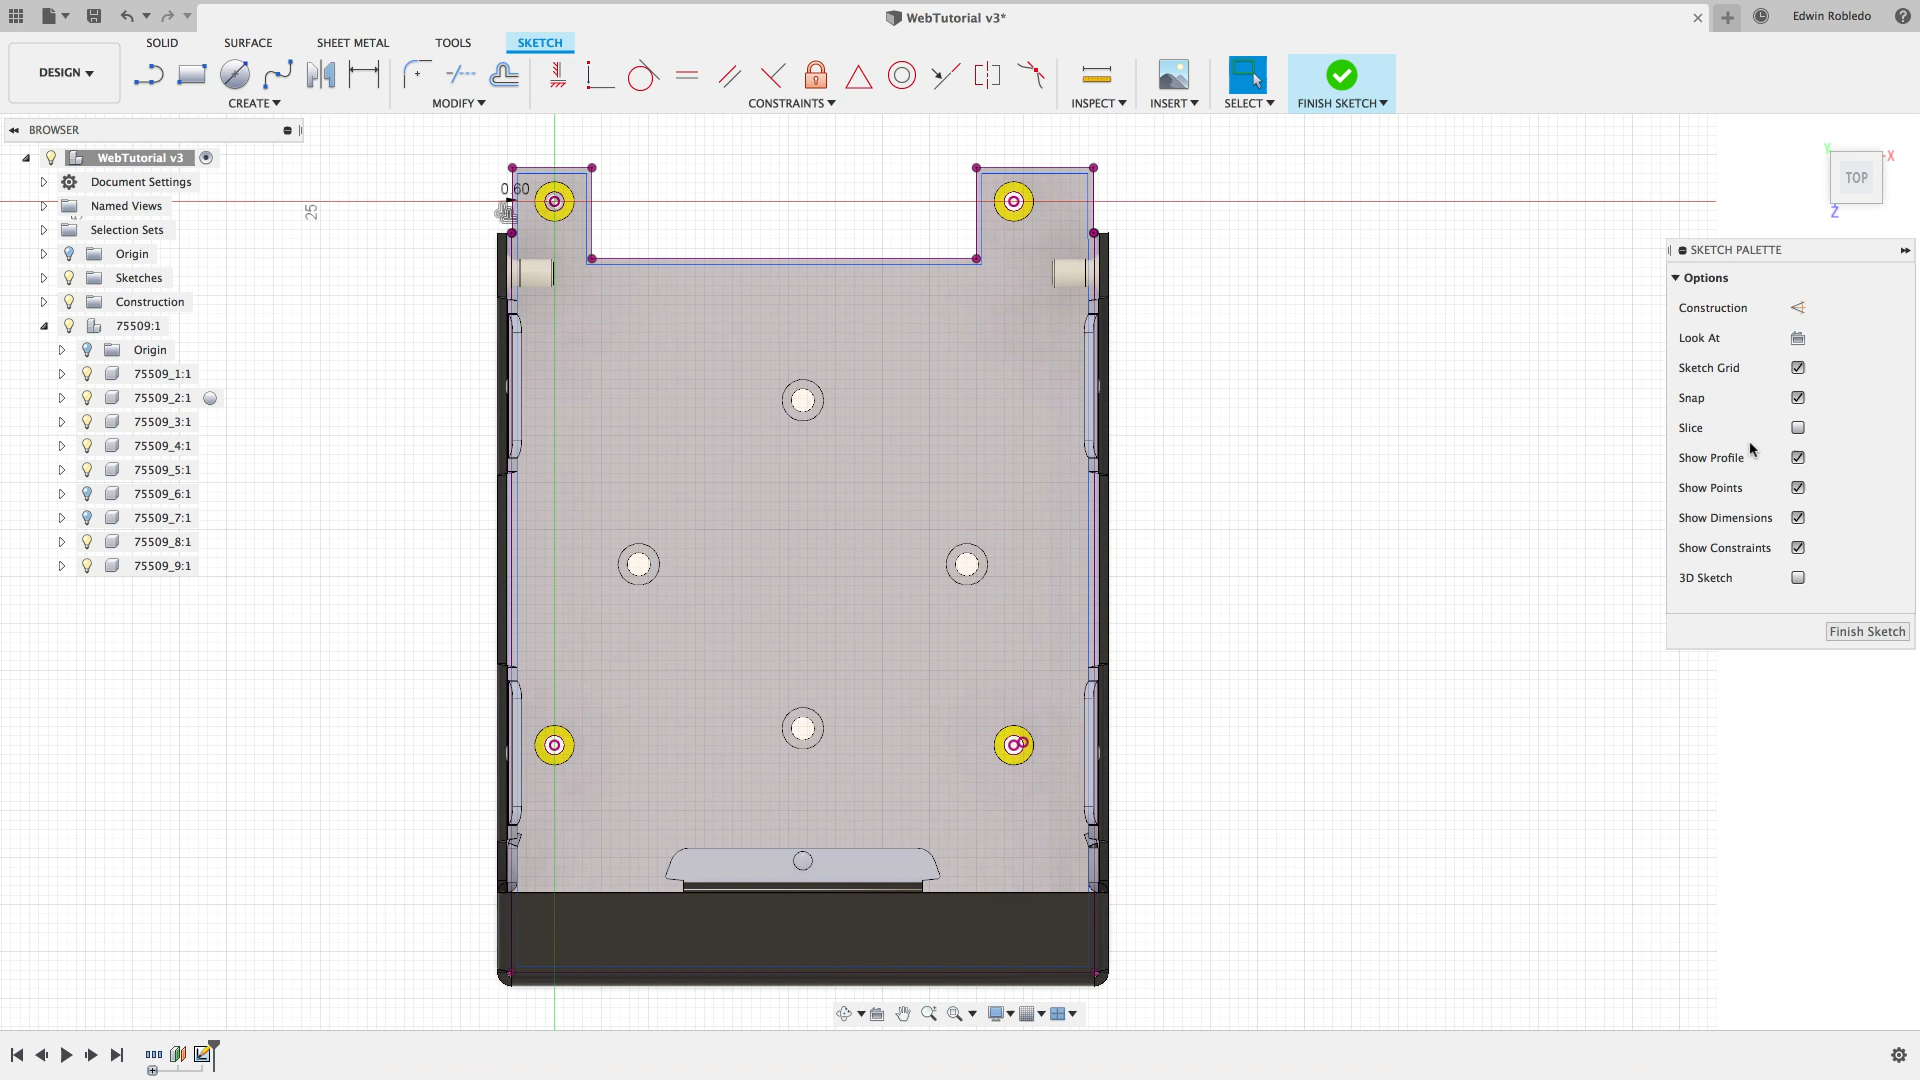 WebTutorial v3*
Edwin Robledo
DESIGN
SOLID
SURFACE
SHEET METAL
TOOLS
SKETCH
CREATE
MODIFY
CONSTRAINTS
INSPECT
INSERT
SELECT
FINISH SKETCH
BROWSER
WebTutorial v3
Document Settings
Named Views
Selection Sets
Origin
Sketches
Construction
75509:1
Origin
75509_1:1
75509_2:1
75509_3:1
75509_4:1
75509_5:1
75509_6:1
75509_7:1
75509_8:1
75509_9:1
25
0.60
Y
X
TOP
Z
SKETCH PALETTE
Options
Construction
Look At
Sketch Grid
Snap
Slice
Show Profile
Show Points
Show Dimensions
Show Constraints
3D Sketch
Finish Sketch